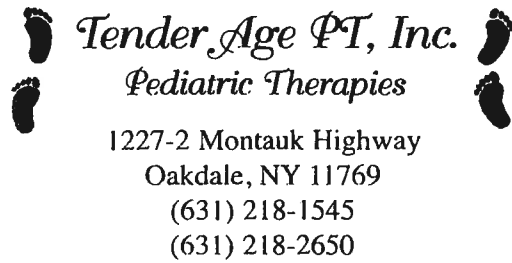 Tender Age PT, Inc.
Pediatric Therapies
1227-2 Montauk Highway
Oakdale, NY 11769
(631) 218-1545
(631) 218-2650